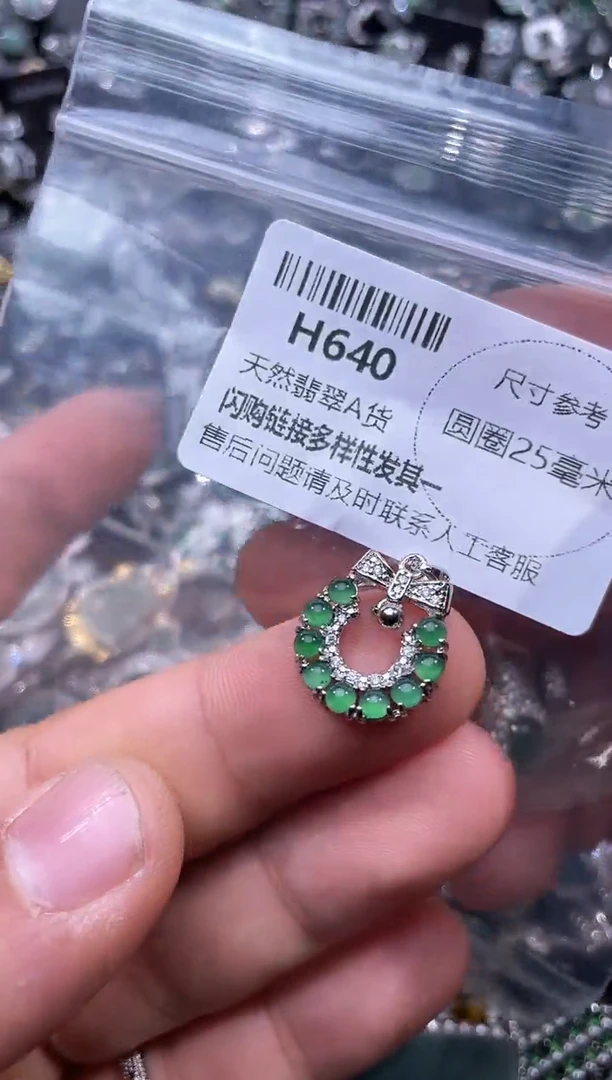 H640
天然翡翠A货
闪购链接多样性发其一
售后问题请及时联系人工客服
尺寸参考
圆圈25毫米